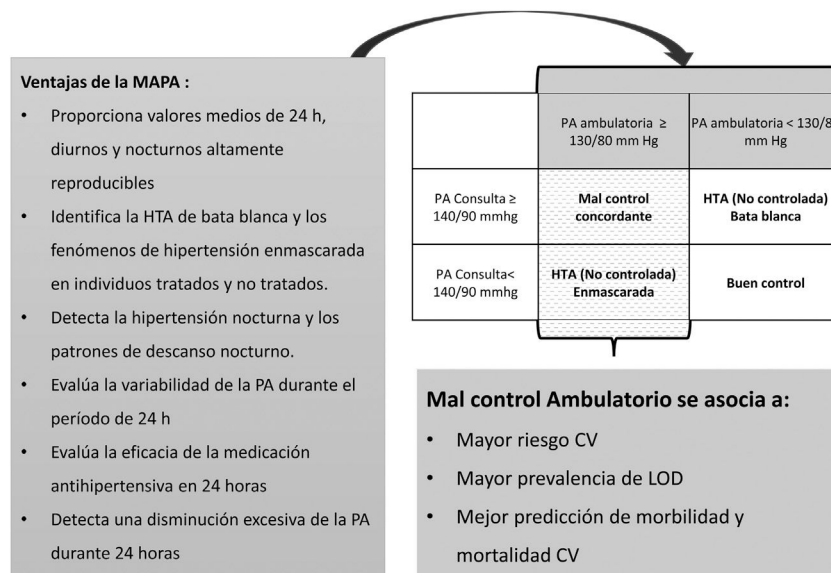 Ventajas de la MAPA :
• Proporciona valores medios de 24 h,
diurnos y nocturnos altamente
reproducibles
• Identifica la HTA de bata blanca y los
fenómenos de hipertensión enmascarada
en individuos tratados y no tratados.
• Detecta la hipertensión nocturna y los
patrones de descanso nocturno.
• Evalúa la variabilidad de la PA durante el
período de 24 h
• Evalúa la eficacia de la medicación
antihipertensiva en 24 horas
• Detecta una disminución excesiva de la PA
durante 24 horas
PA ambulatoria ≥
130/80 mm Hg
PA ambulatoria < 130/8
mm Hg
PA Consulta ≥
140/90 mmhg
Mal control
concordante
HTA (No controlada)
Bata blanca
PA Consulta<
140/90 mmhg
HTA (No controlada)
Enmascarada
Buen control
Mal control Ambulatorio se asocia a:
• Mayor riesgo CV
• Mayor prevalencia de LOD
• Mejor predicción de morbilidad y
mortalidad CV